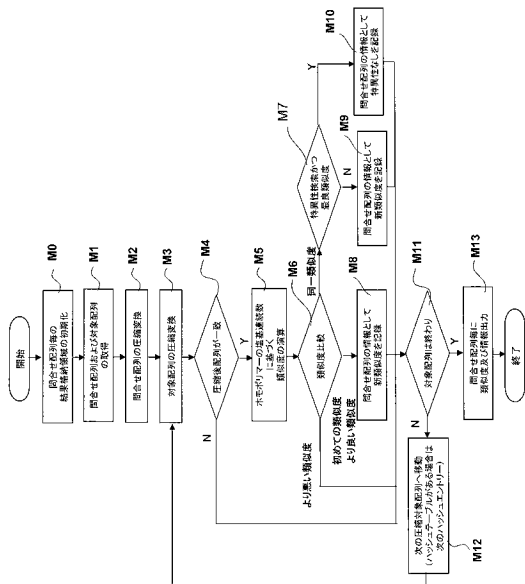 開始
M0
問合せ配列毎の
結果格納領域の初期化
M1
問合せ配列および対象配列
の取得
M2
問合せ配列の圧縮変換
M3
対象配列の圧縮変換
M4
圧縮後配列が一致
N
Y
M5
ホモポリマーの塩基連続数
に基づく
類似度の演算
M6
類似度比較
より悪い類似度
初めての類似度
より良い類似度
同一類似度
M7
特異性検索かつ
最良類似度
Y
N
M8
問合せ配列の情報として
新類似度を記録
M9
問合せ配列の情報として
新類似度を記録
M10
問合せ配列の情報として
特異性なしを記録
M11
対象配列は終わり
N
Y
M12
次の圧縮対象配列へ移動
(ハッシュテーブルがある場合は
次のハッシュエントリー)
M13
問合せ配列毎に
類似度及び情報出力
終了